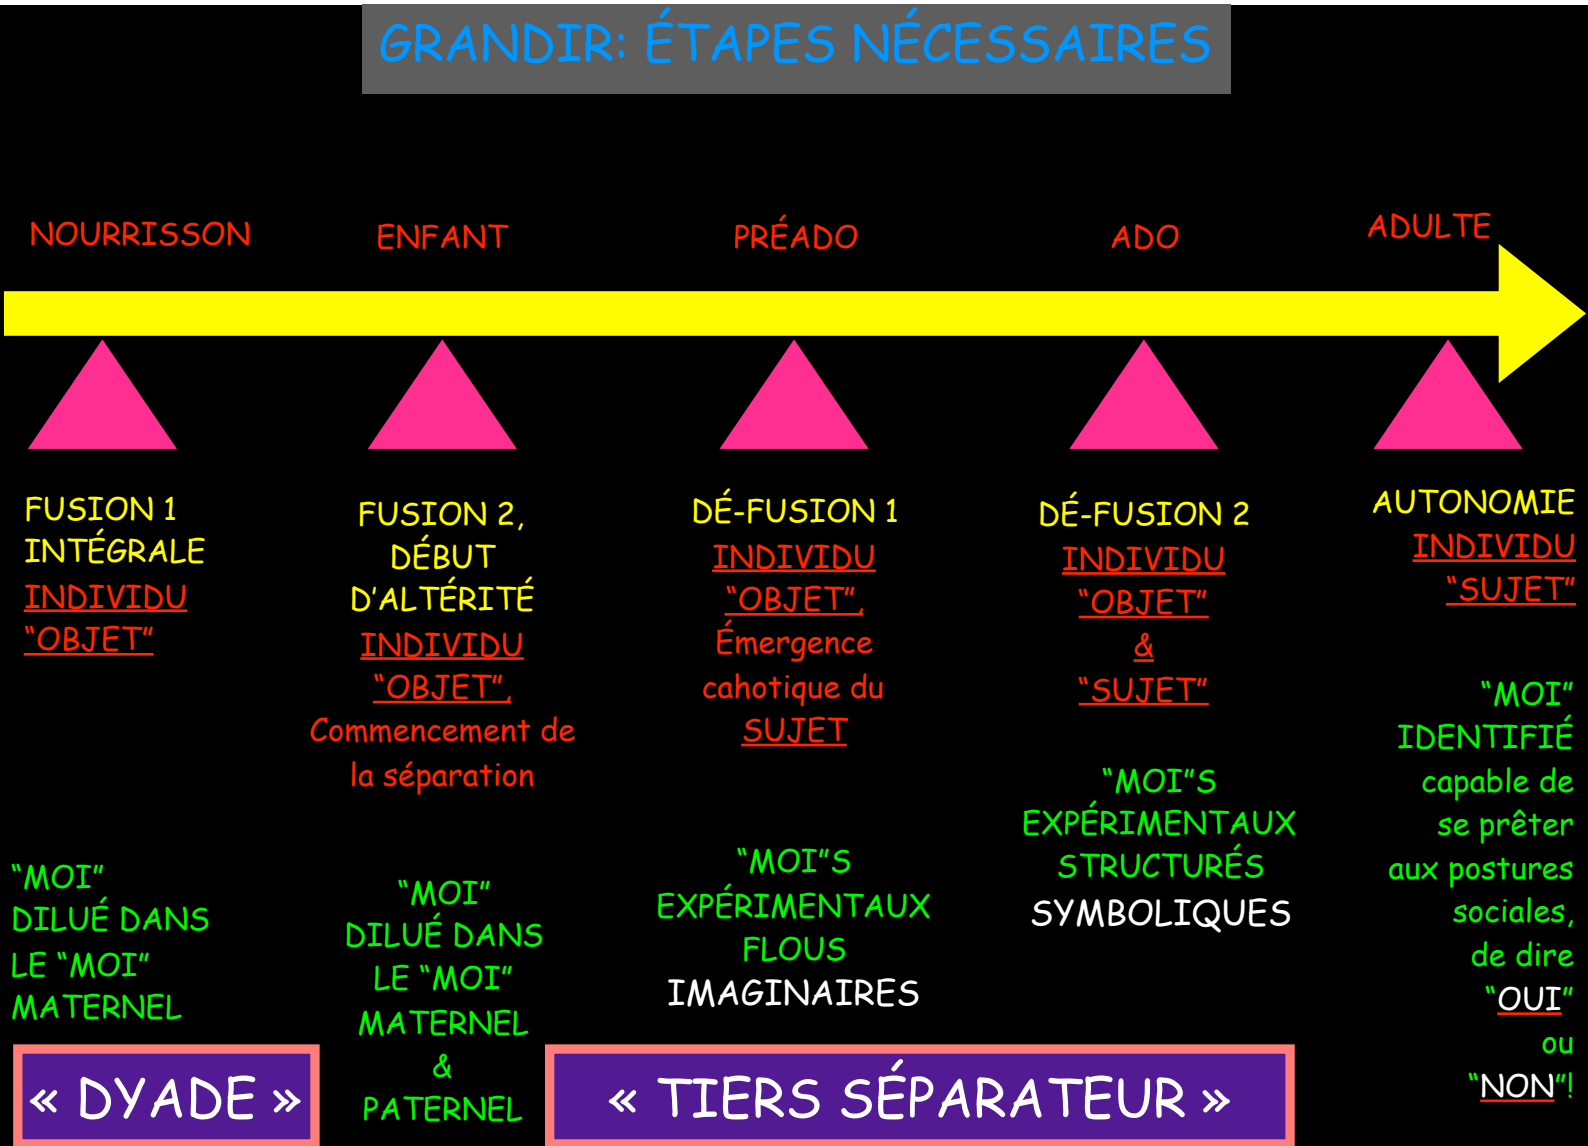 GRANDIR: ÉTAPES NÉCESSAIRES
NOURRISSON
ENFANT
PRÉADO
ADO
ADULTE
FUSION 1
INTÉGRALE
INDIVIDU
“OBJET”
“MOI”
DILUÉ DANS
LE “MOI”
MATERNEL
« DYADE »
FUSION 2,
DÉBUT
D’ALTÉRITÉ
INDIVIDU
“OBJET”,
Commencement de
la séparation
“MOI”
DILUÉ DANS
LE “MOI”
MATERNEL
&
PATERNEL
DÉ-FUSION 1
INDIVIDU
“OBJET”,
Émergence
cahotique du
SUJET
“MOI”S
EXPÉRIMENTAUX
FLOUS
IMAGINAIRES
DÉ-FUSION 2
INDIVIDU
“OBJET”
&
“SUJET”
“MOI”S
EXPÉRIMENTAUX
STRUCTURÉS
SYMBOLIQUES
« TIERS SÉPARATEUR »
AUTONOMIE
INDIVIDU
“SUJET”
“MOI”
IDENTIFIÉ
capable de
se prêter
aux postures
sociales,
de dire
“OUI”
ou
“NON”!